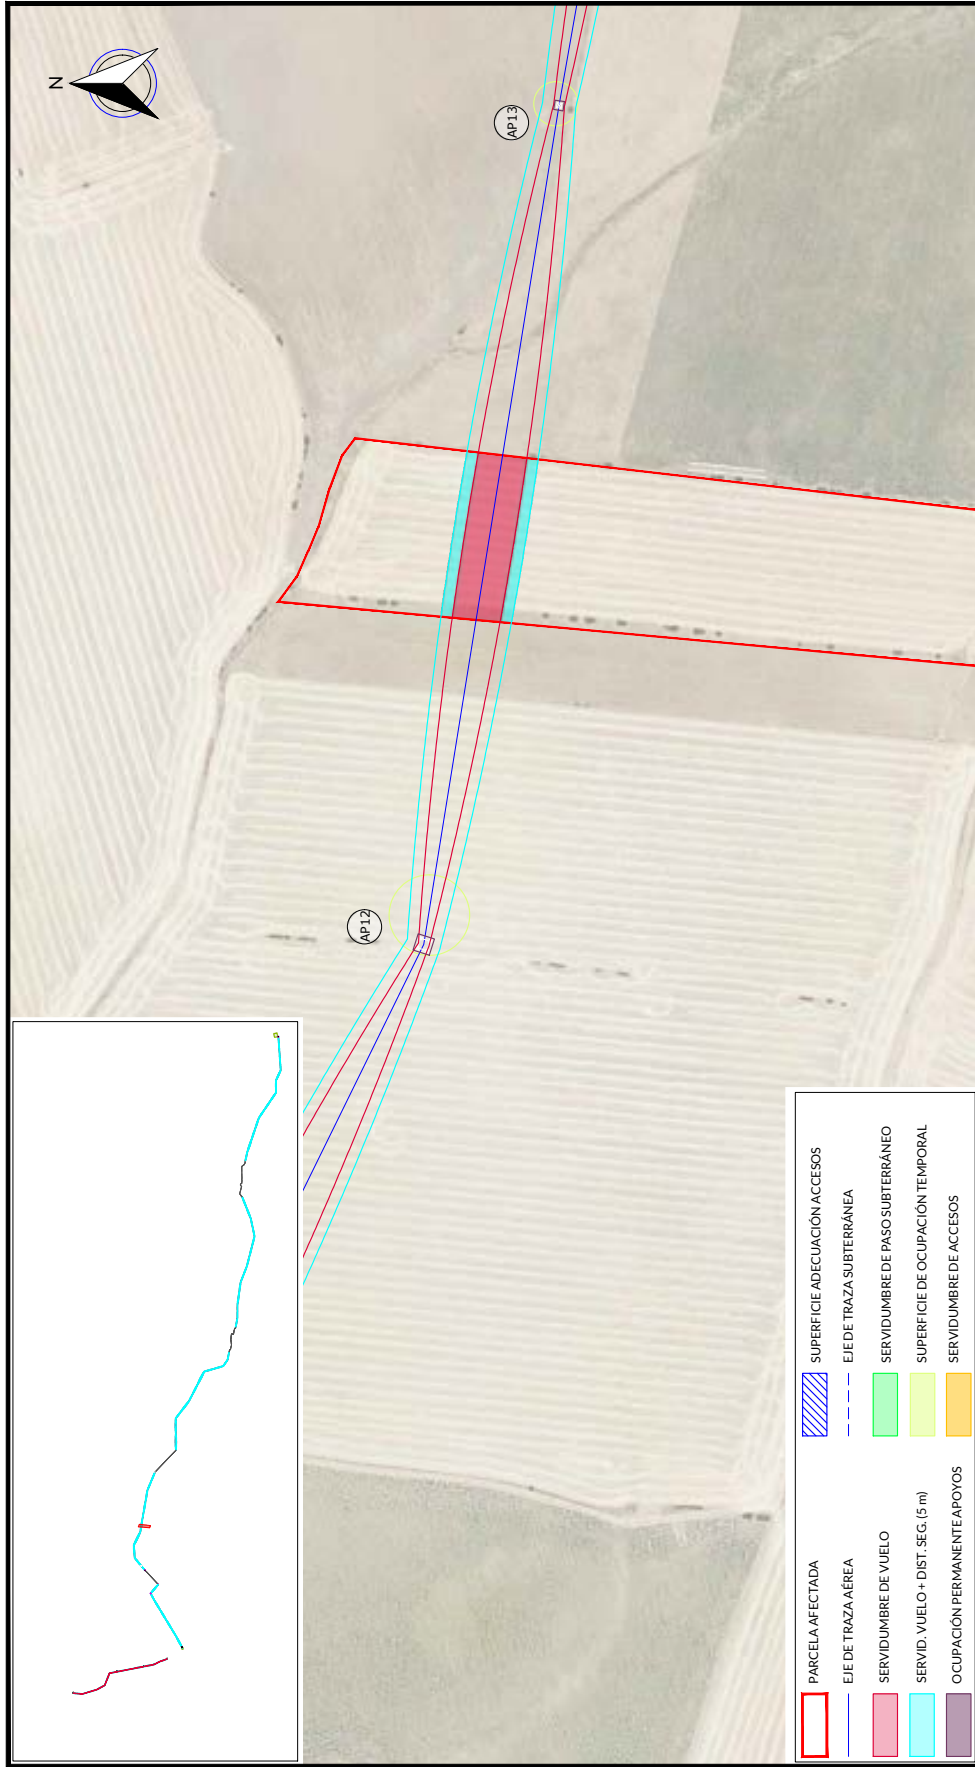 N
AP12
AP13
PARCELA AFECTADA
EJE DE TRAZA AÉREA
SERVIDUMBRE DE VUELO
SERVID. VUELO + DIST. SEG. (5 m)
OCUPACIÓN PERMANENTE APOYOS
SUPERFICIE ADECUACIÓN ACCESOS
EJE DE TRAZA SUBTERRÁNEA
SERVIDUMBRE DE PASO SUBTERRÁNEO
SUPERFICIE DE OCUPACIÓN TEMPORAL
SERVIDUMBRE DE ACCESOS